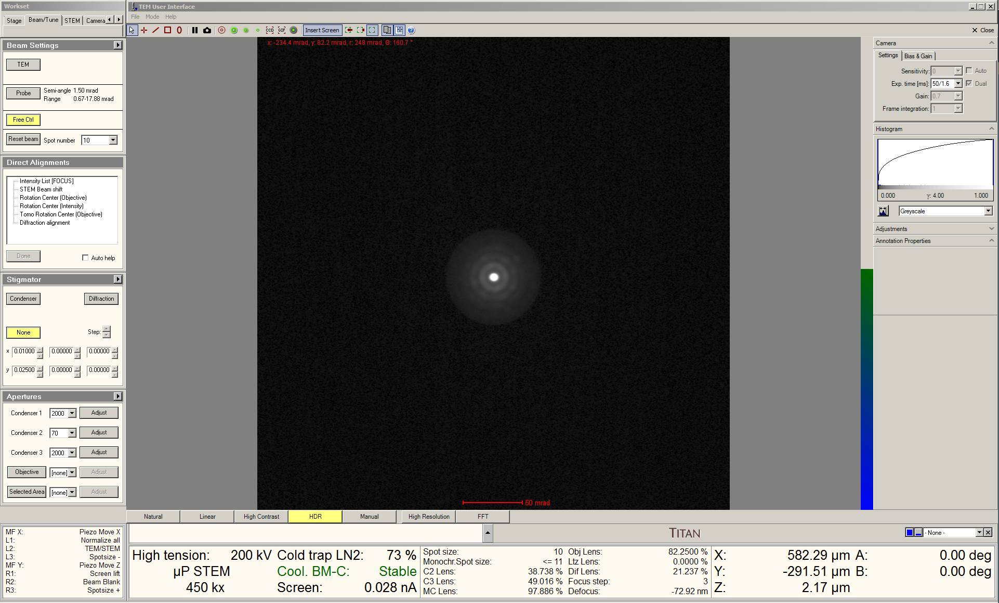 Workset
TEM User Interface
File Mode Help
Stage Beam/Tune STEM Camera
CCD GIF Insert Screen Close
x: -234.4 mrad, y: 82.2 mrad, r: 248 mrad, Θ: 160.7 °
Beam Settings
TEM
Probe Semi-angle 1.50 mrad
Range 0.67-17.88 mrad
Free Ctrl
Reset beam Spot number 10
Direct Alignments
Intensity List [FOCUS]
STEM Beam shift
Rotation Center (Objective)
Rotation Center (Intensity)
Tomo Rotation Center (Objective)
Diffraction alignment
Done Auto help
Stigmator
Condenser Diffraction
None Step:
x 0.01000 0.00000 0.00000
y 0.02500 0.00000 0.00000
Apertures
Condenser 1 2000 Adjust
Condenser 2 70 Adjust
Condenser 3 2000 Adjust
Objective [none] Adjust
Selected Area [none] Adjust
50 mrad
Camera
Settings Bias & Gain
Sensitivity: 0 Auto
Exp. time [ms]: 50/1.6 Dual
Gain: 0.7
Frame integration: 1
Histogram
0.000 γ: 4.00 1.000
Greyscale
Adjustments
Annotation Properties
Natural Linear High Contrast HDR Manual High Resolution FFT
MF X: Piezo Move X
L1: Normalize all
L2: TEM/STEM
L3: Spotsize -
MF Y: Piezo Move Z
R1: Screen lift
R2: Beam Blank
R3: Spotsize +
TITAN
- None -
High tension: 200 kV Cold trap LN2: 73 %
µP STEM Cool. BM-C: Stable
450 kx Screen: 0.028 nA
Spot size: 10 Obj Lens: 82.2500 %
Monochr.Spot size: <= 11 Ltz Lens: 0.0000 %
C2 Lens: 38.738 % Dif Lens: 21.237 %
C3 Lens: 49.016 % Focus step: 3
MC Lens: 97.886 % Defocus: -72.92 nm
X: 582.29 µm A: 0.00 deg
Y: -291.51 µm B: 0.00 deg
Z: 2.17 µm